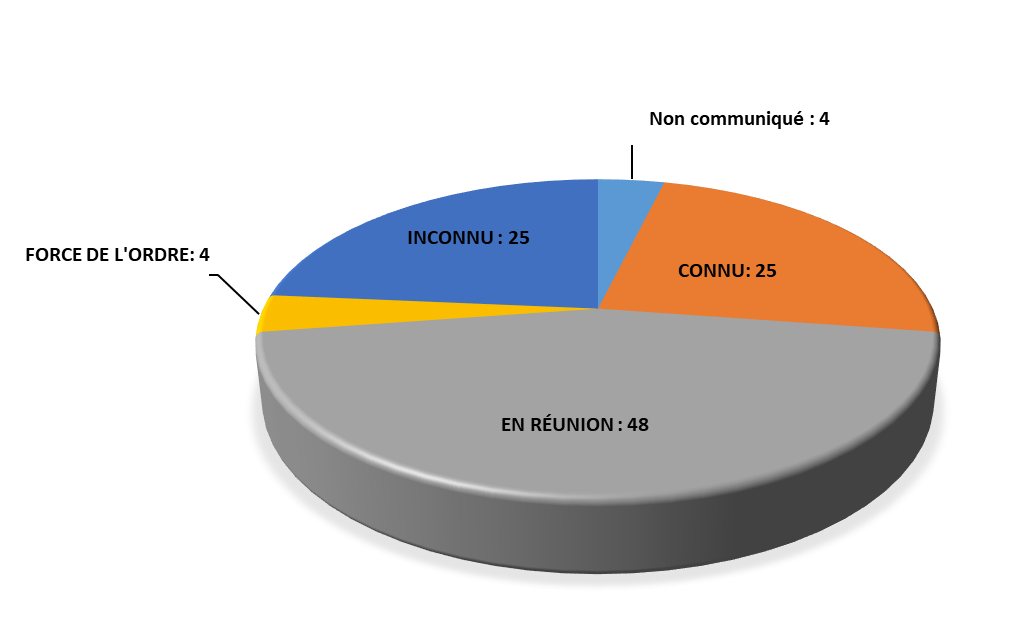 Non communiqué : 4
INCONNU : 25
FORCE DE L'ORDRE: 4
CONNU: 25
EN RÉUNION : 48